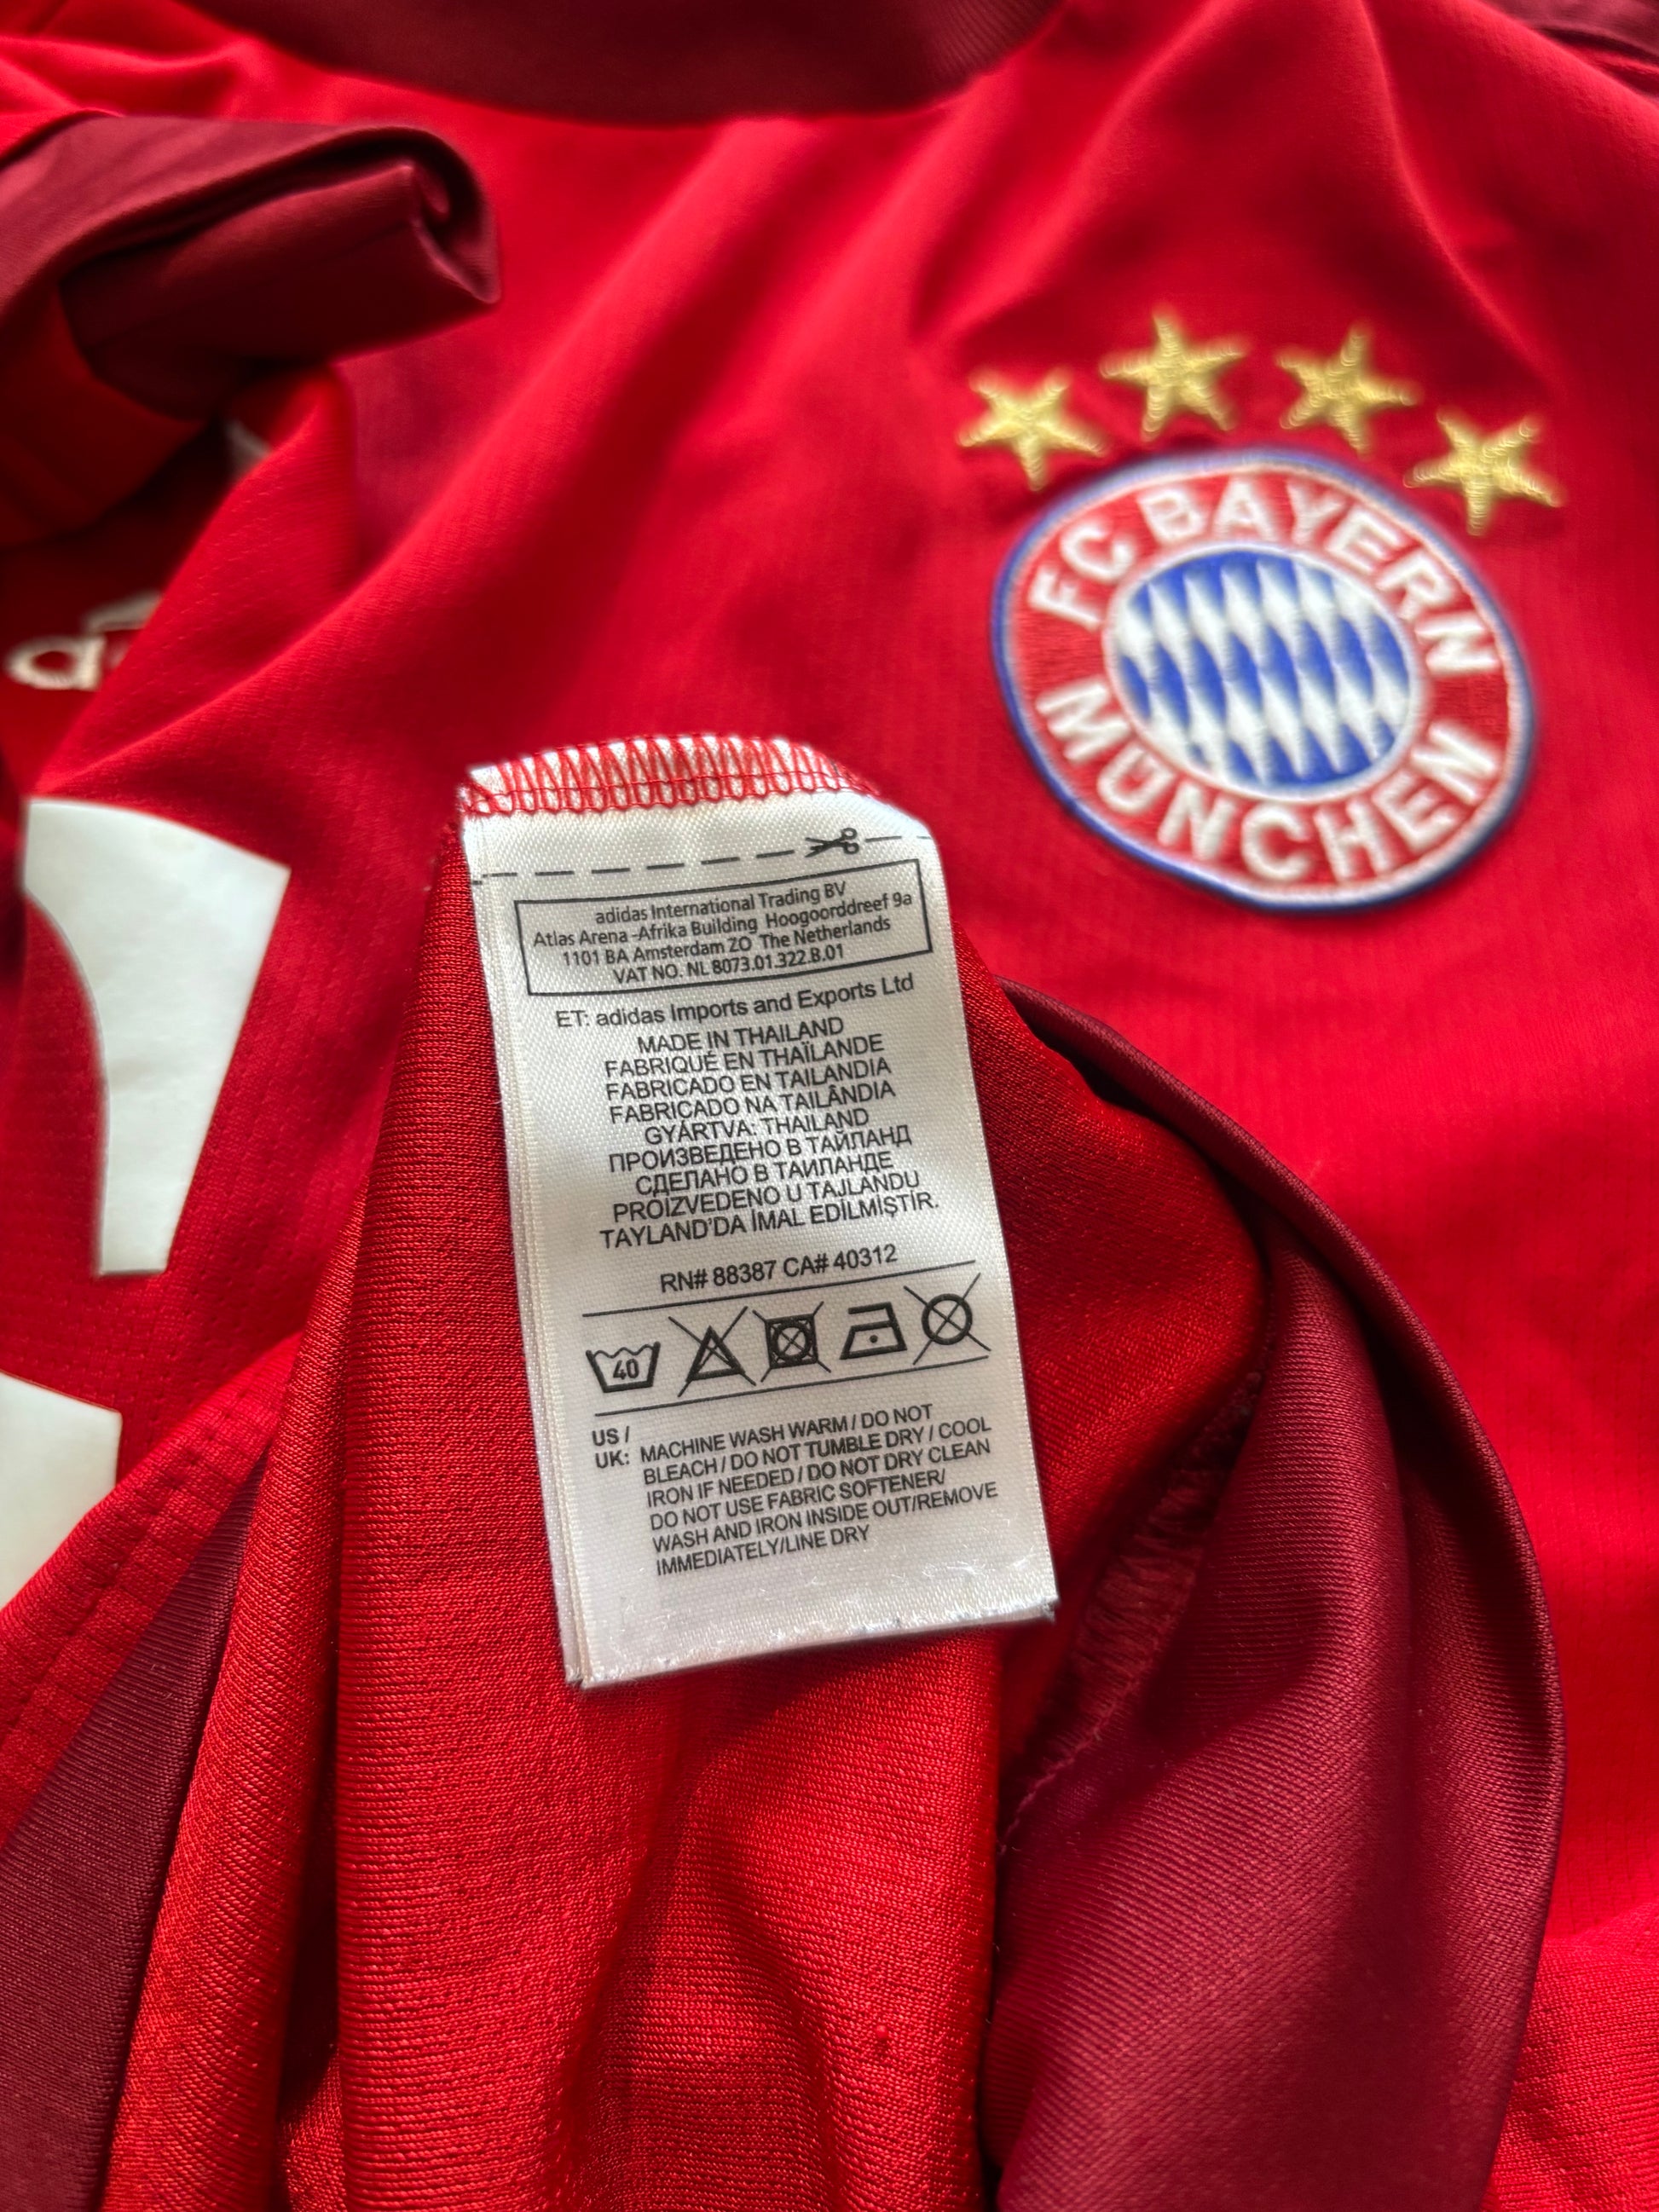 FC BAYERN
MÜNCHEN
adidas International Trading BV
Atlas Arena -Afrika Building Hoogoorddreef 9a
1101 BA Amsterdam ZO The Netherlands
VAT NO. NL 8073.01.322.B.01
ET: adidas Imports and Exports Ltd
MADE IN THAILAND
FABRIQUÉ EN THAÏLANDE
FABRICADO EN TAILANDIA
FABRICADO NA TAILÂNDIA
GYÁRTVA: THAILAND
ПРОИЗВЕДЕНО В ТАЙЛАНД
СДЕЛАНО В ТАИЛАНДЕ
PROIZVEDENO U TAJLANDU
TAYLAND'DA İMAL EDİLMİŞTİR.
RN# 88387 CA# 40312
40
US / MACHINE WASH WARM / DO NOT
UK: BLEACH / DO NOT TUMBLE DRY / COOL
IRON IF NEEDED / DO NOT DRY CLEAN
DO NOT USE FABRIC SOFTENER/
WASH AND IRON INSIDE OUT/REMOVE
IMMEDIATELY/LINE DRY